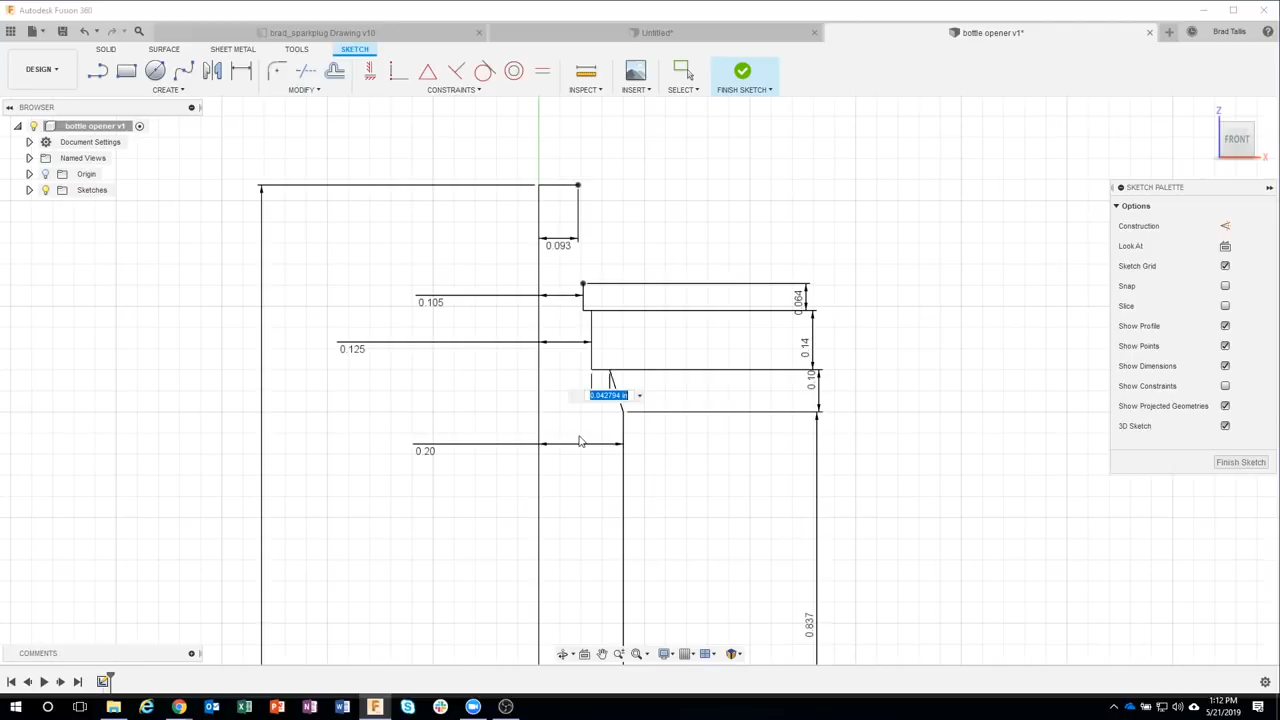 Autodesk Fusion 360
brad_sparkplug Drawing v10
Untitled*
bottle opener v1*
Brad Tallis
SOLID
SURFACE
SHEET METAL
TOOLS
SKETCH
DESIGN
CREATE
MODIFY
CONSTRAINTS
INSPECT
INSERT
SELECT
FINISH SKETCH
BROWSER
bottle opener v1
Document Settings
Named Views
Origin
Sketches
Z
FRONT
X
SKETCH PALETTE
Options
Construction
Look At
Sketch Grid
Snap
Slice
Show Profile
Show Points
Show Dimensions
Show Constraints
Show Projected Geometries
3D Sketch
Finish Sketch
0.093
0.105
0.064
0.125
0.14
0.10
0.042794 in
0.20
0.837
COMMENTS
1:12 PM
5/21/2019